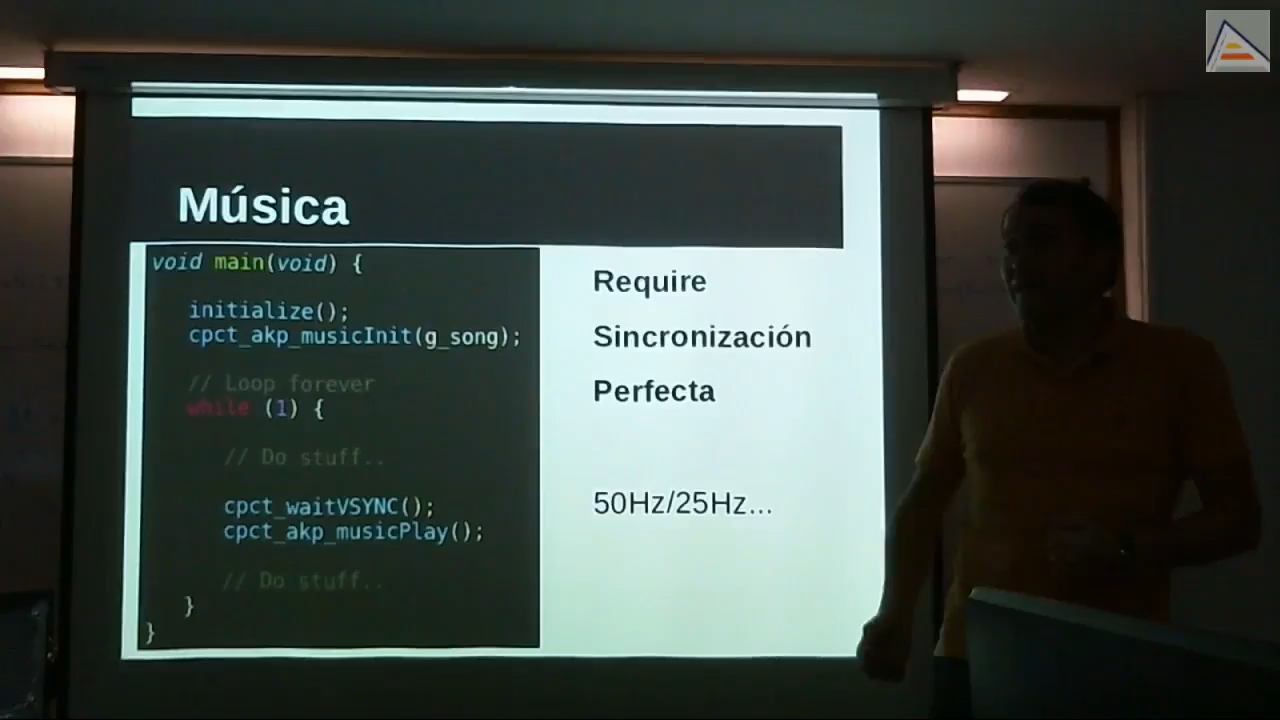 Música
void main(void) {
initialize();
cpct_akp_musicInit(g_song);
// Loop forever
while (1) {
// Do stuff..
cpct_waitVSYNC();
cpct_akp_musicPlay();
// Do stuff..
}
}
Require
Sincronización
Perfecta
50Hz/25Hz...